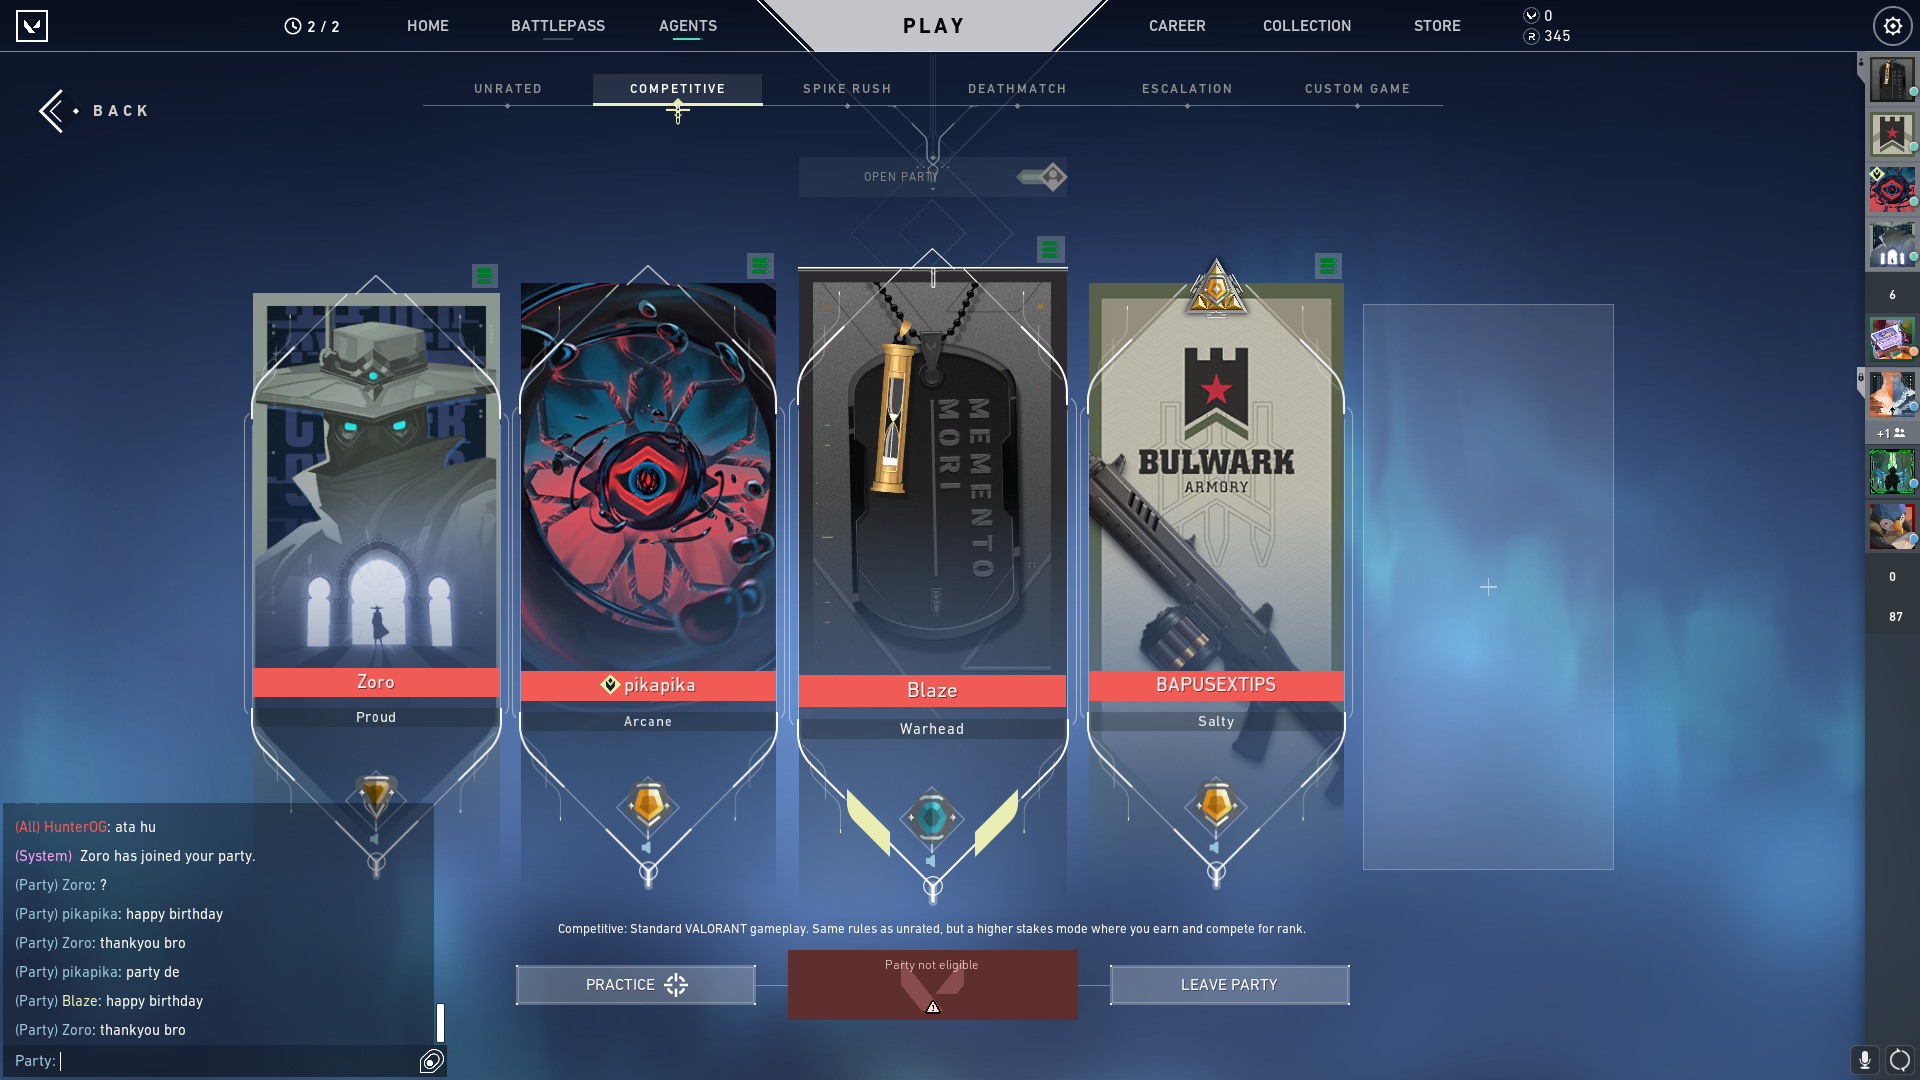 2 / 2
HOME
BATTLEPASS
AGENTS
PLAY
CAREER
COLLECTION
STORE
0
345
BACK
UNRATED
COMPETITIVE
SPIKE RUSH
DEATHMATCH
ESCALATION
CUSTOM GAME
OPEN PARTY
MEMENTO
MORI
BULWARK
ARMORY
Zoro
Proud
pikapika
Arcane
Blaze
Warhead
BAPUSEXTIPS
Salty
6
+1
0
87
(All) HunterOG: ata hu
(System) Zoro has joined your party.
(Party) Zoro: ?
(Party) pikapika: happy birthday
(Party) Zoro: thankyou bro
(Party) pikapika: party de
(Party) Blaze: happy birthday
(Party) Zoro: thankyou bro
Party:
Competitive: Standard VALORANT gameplay. Same rules as unrated, but a higher stakes mode where you earn and compete for rank.
PRACTICE
Party not eligible
LEAVE PARTY